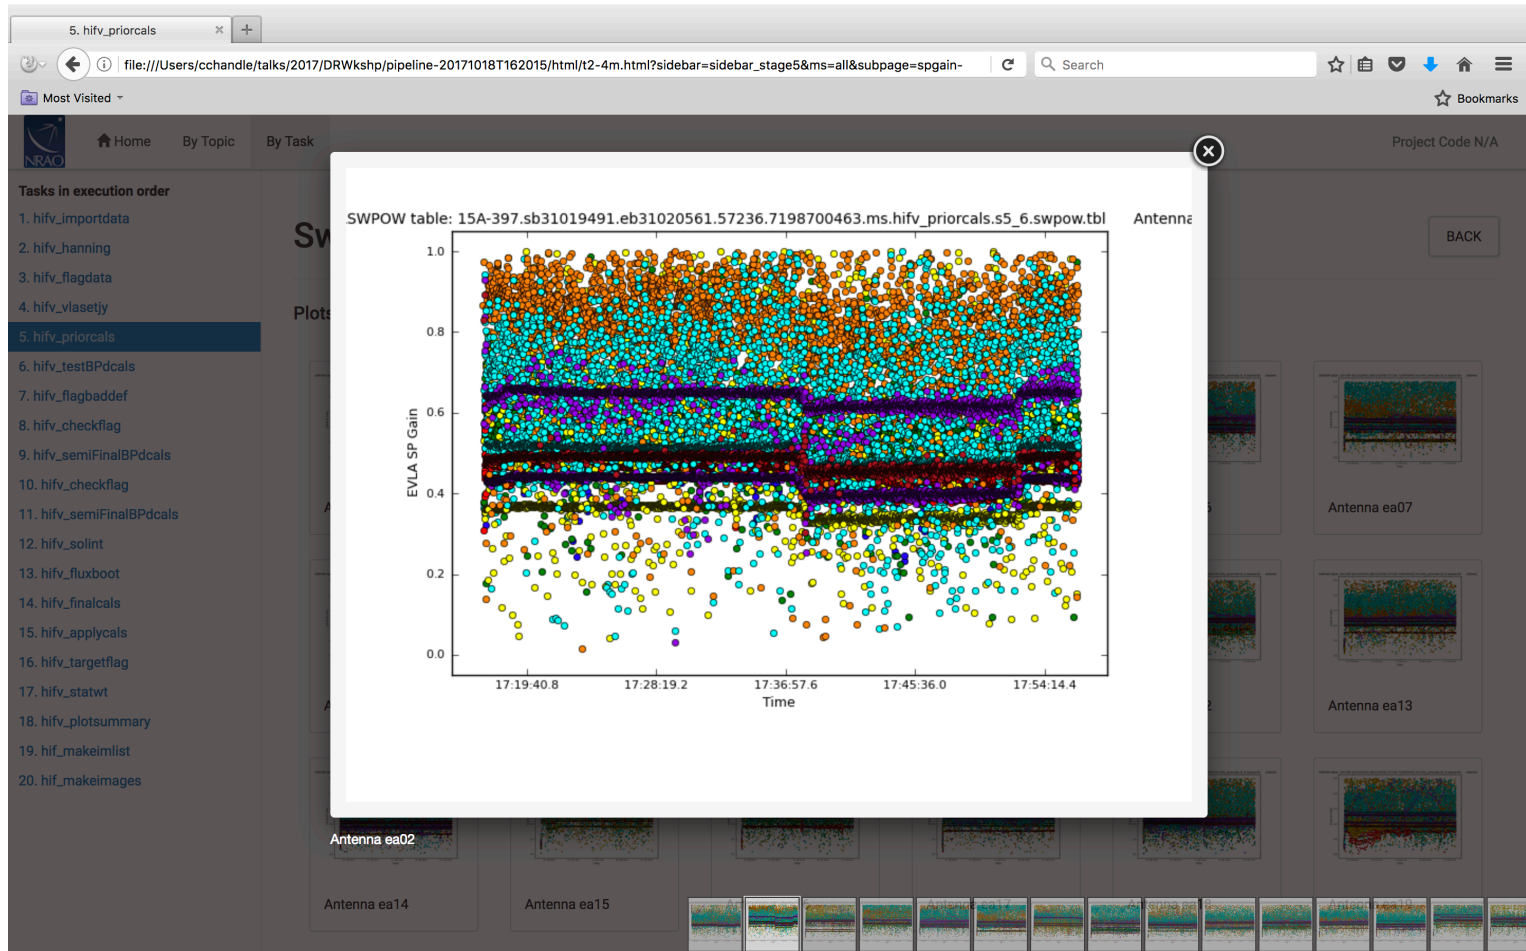 5. hifv_priorcals
file:///Users/cchandle/talks/2017/DRWkshp/pipeline-20171018T162015/html/t2-4m.html?sidebar=sidebar_stage5&ms=all&subpage=spgain-
Search
Most Visited
Bookmarks
NRAO
Home
By Topic
By Task
Project Code N/A
Tasks in execution order
1. hifv_importdata
2. hifv_hanning
3. hifv_flagdata
4. hifv_vlasetjy
5. hifv_priorcals
6. hifv_testBPdcals
7. hifv_flagbaddef
8. hifv_checkflag
9. hifv_semiFinalBPdcals
10. hifv_checkflag
11. hifv_semiFinalBPdcals
12. hifv_solint
13. hifv_fluxboot
14. hifv_finalcals
15. hifv_applycals
16. hifv_targetflag
17. hifv_statwt
18. hifv_plotsummary
19. hif_makeimlist
20. hif_makeimages
Sw
BACK
Plots
SWPOW table: 15A-397.sb31019491.eb31020561.57236.7198700463.ms.hifv_priorcals.s5_6.swpow.tbl Antenna
1.0
0.8
0.6
0.4
0.2
0.0
EVLA SP Gain
17:19:40.8
17:28:19.2
17:36:57.6
17:45:36.0
17:54:14.4
Time
Antenna ea07
Antenna ea13
Antenna ea02
Antenna ea14
Antenna ea15
Antenna ea17